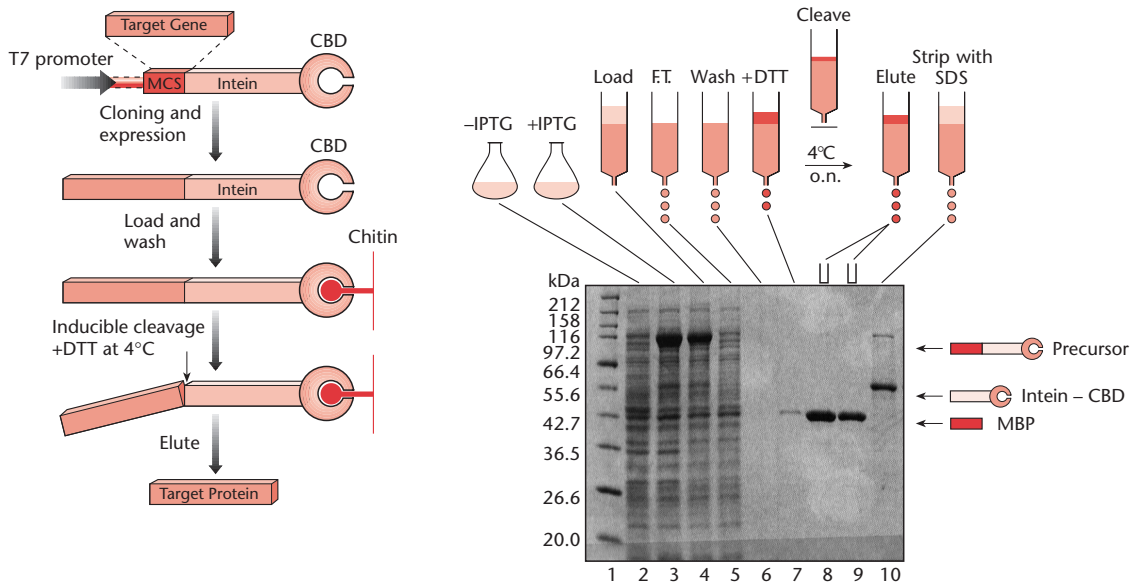 Target Gene
T7 promoter
CBD
MCS
Intein
Cloning and
expression
CBD
Intein
Load and
wash
Chitin
Inducible cleavage
+DTT at 4°C
Elute
Target Protein
Cleave
Load
F.T.
Wash
+DTT
Elute
Strip with
SDS
–IPTG
+IPTG
4°C
o.n.
kDa
212
158
116
97.2
66.4
55.6
42.7
36.5
26.6
20.0
Precursor
Intein – CBD
MBP
1 2 3 4 5 6 7 8 9 10